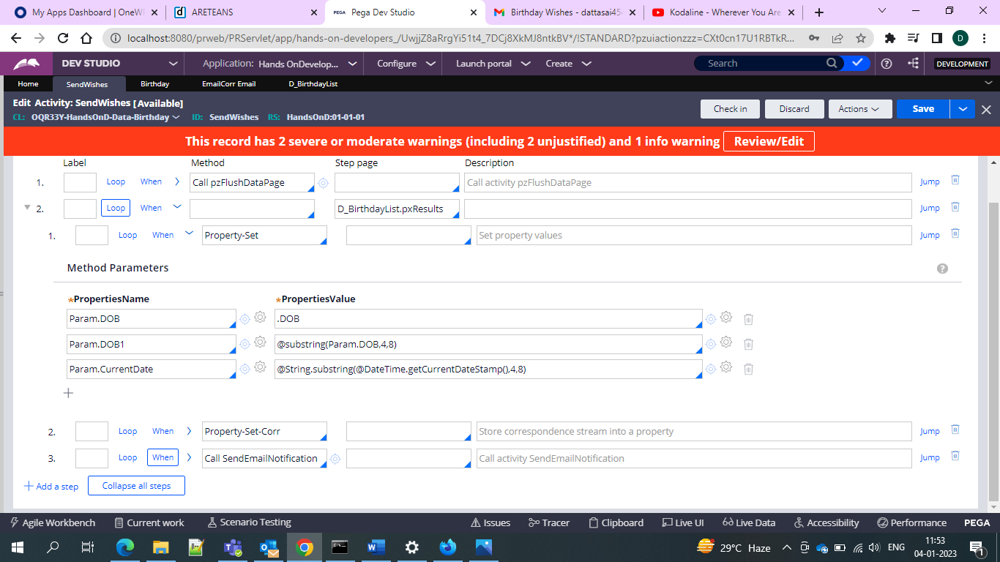 My Apps Dashboard | OneWI
ARETEANS
PEGA Pega Dev Studio
Birthday Wishes - dattasai45
Kodaline - Wherever You Are
localhost:8080/prweb/PRServlet/app/hands-on-developers_/UwjjZ8aRrgYi51t4_7DCj8XkMJ8ntkBV*/!STANDARD?pzuiactionzzz=CXt0cn17U1RBTkR...
D
DEV STUDIO
Application: Hands OnDevelop...
Configure
Launch portal
Create
Search
DEVELOPMENT
Home
SendWishes
Birthday
EmailCorr Email
D_BirthdayList
Edit Activity: SendWishes [Available]
CL: OQR33Y-HandsOnD-Data-Birthday ID: SendWishes RS: HandsOnD:01-01-01
Check in
Discard
Actions
Save
This record has 2 severe or moderate warnings (including 2 unjustified) and 1 info warning Review/Edit
Label Method Step page Description
1. Loop When Call pzFlushDataPage Call activity pzFlushDataPage Jump
2. Loop When D_BirthdayList.pxResults Jump
1. Loop When Property-Set Set property values Jump
Method Parameters
*PropertiesName *PropertiesValue
Param.DOB .DOB
Param.DOB1 @substring(Param.DOB,4,8)
Param.CurrentDate @String.substring(@DateTime.getCurrentDateStamp(),4,8)
2. Loop When Property-Set-Corr Store correspondence stream into a property Jump
3. Loop When Call SendEmailNotification Call activity SendEmailNotification Jump
Add a step Collapse all steps
Agile Workbench Current work Scenario Testing Issues Tracer Clipboard Live UI Live Data Accessibility Performance PEGA
29°C Haze ENG 11:53
04-01-2023
1